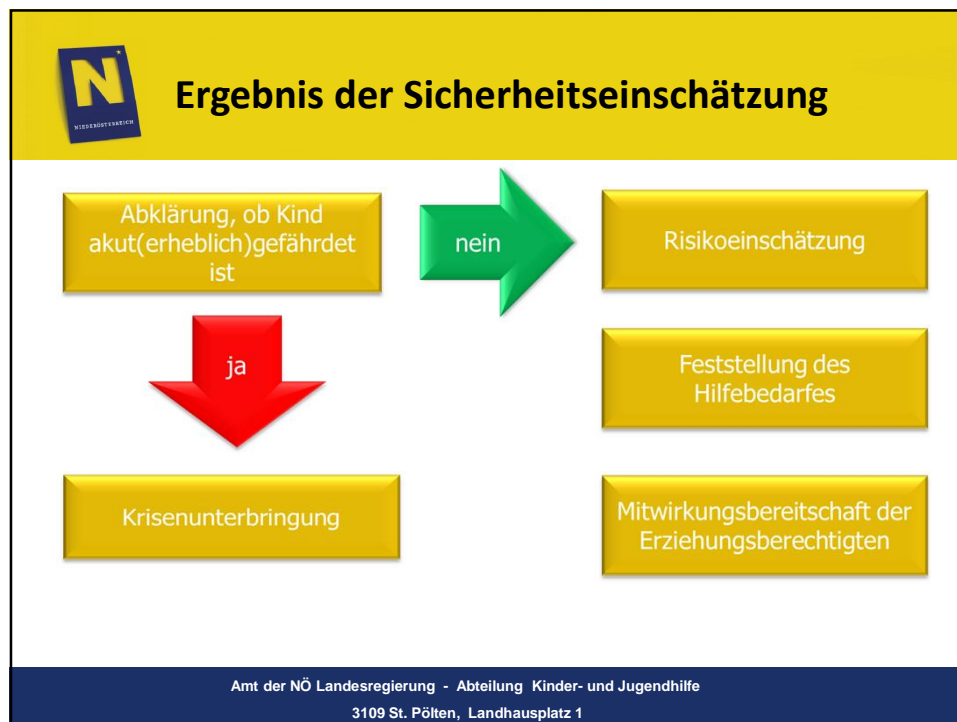 N
NIEDERÖSTERREICH
Ergebnis der Sicherheitseinschätzung
Abklärung, ob Kind
akut(erheblich)gefährdet
ist
nein
Risikoeinschätzung
ja
Feststellung des
Hilfebedarfes
Krisenunterbringung
Mitwirkungsbereitschaft der
Erziehungsberechtigten
Amt der NÖ Landesregierung - Abteilung Kinder- und Jugendhilfe
3109 St. Pölten, Landhausplatz 1